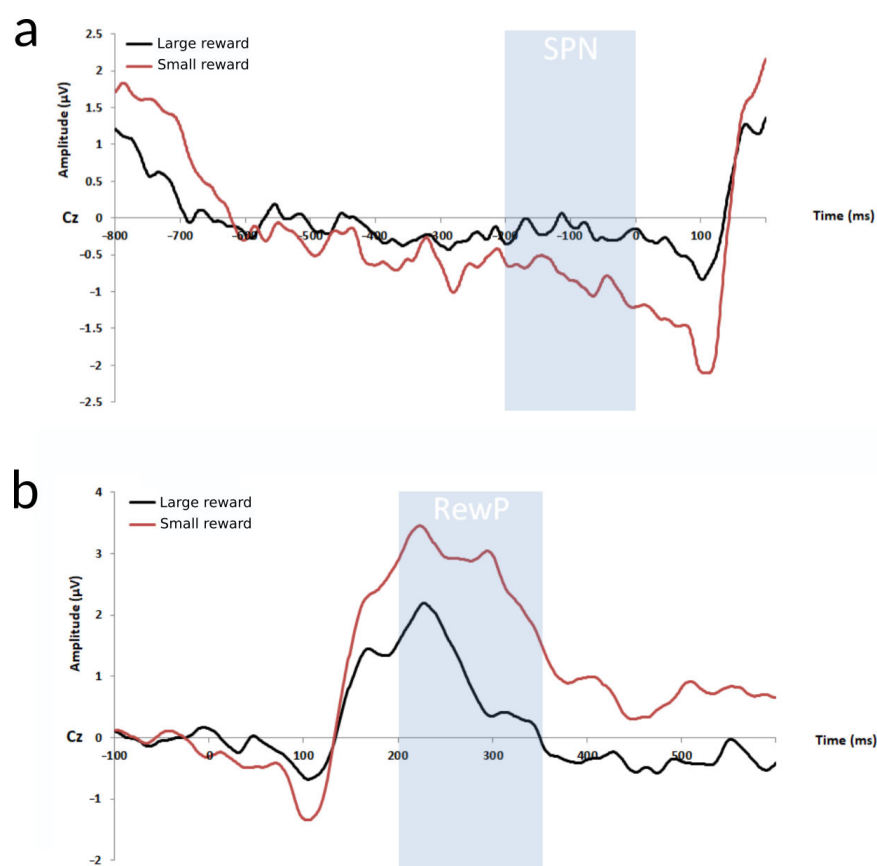 a
2.5
Large reward
Small reward
SPN
2
1.5
1
0.5
0
−0.5
−1
−1.5
−2
−2.5
Amplitude (µV)
Cz
-800
-700
-600
-500
-400
-300
-200
-100
0
100
Time (ms)
b
4
Large reward
Small reward
RewP
3
2
1
0
−1
−2
Amplitude (µV)
Cz
-100
0
100
200
300
400
500
Time (ms)